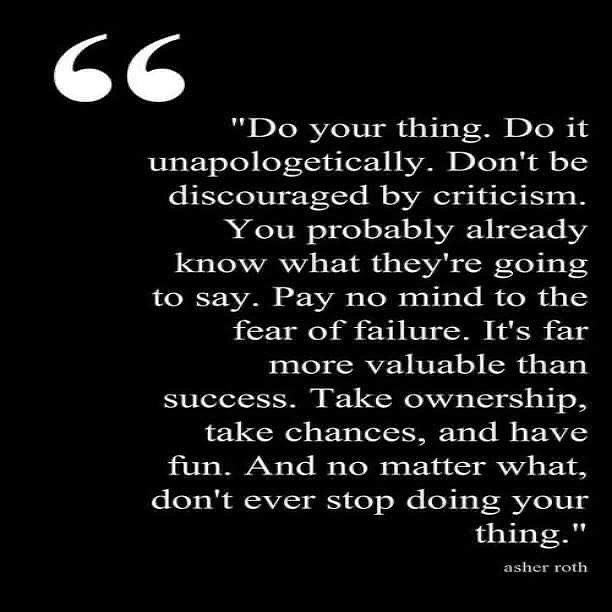 “
"Do your thing. Do it
unapologetically. Don't be
discouraged by criticism.
You probably already
know what they're going
to say. Pay no mind to the
fear of failure. It's far
more valuable than
success. Take ownership,
take chances, and have
fun. And no matter what,
don't ever stop doing your
thing."
asher roth